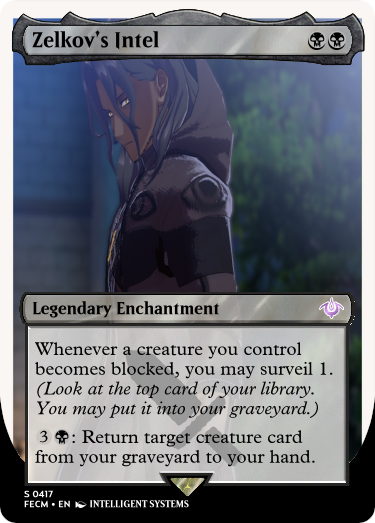 Zelkov's Intel
Legendary Enchantment
Whenever a creature you control
becomes blocked, you may surveil 1.
(Look at the top card of your library.
You may put it into your graveyard.)
3 : Return target creature card
from your graveyard to your hand.
S 0417
FECM • EN INTELLIGENT SYSTEMS